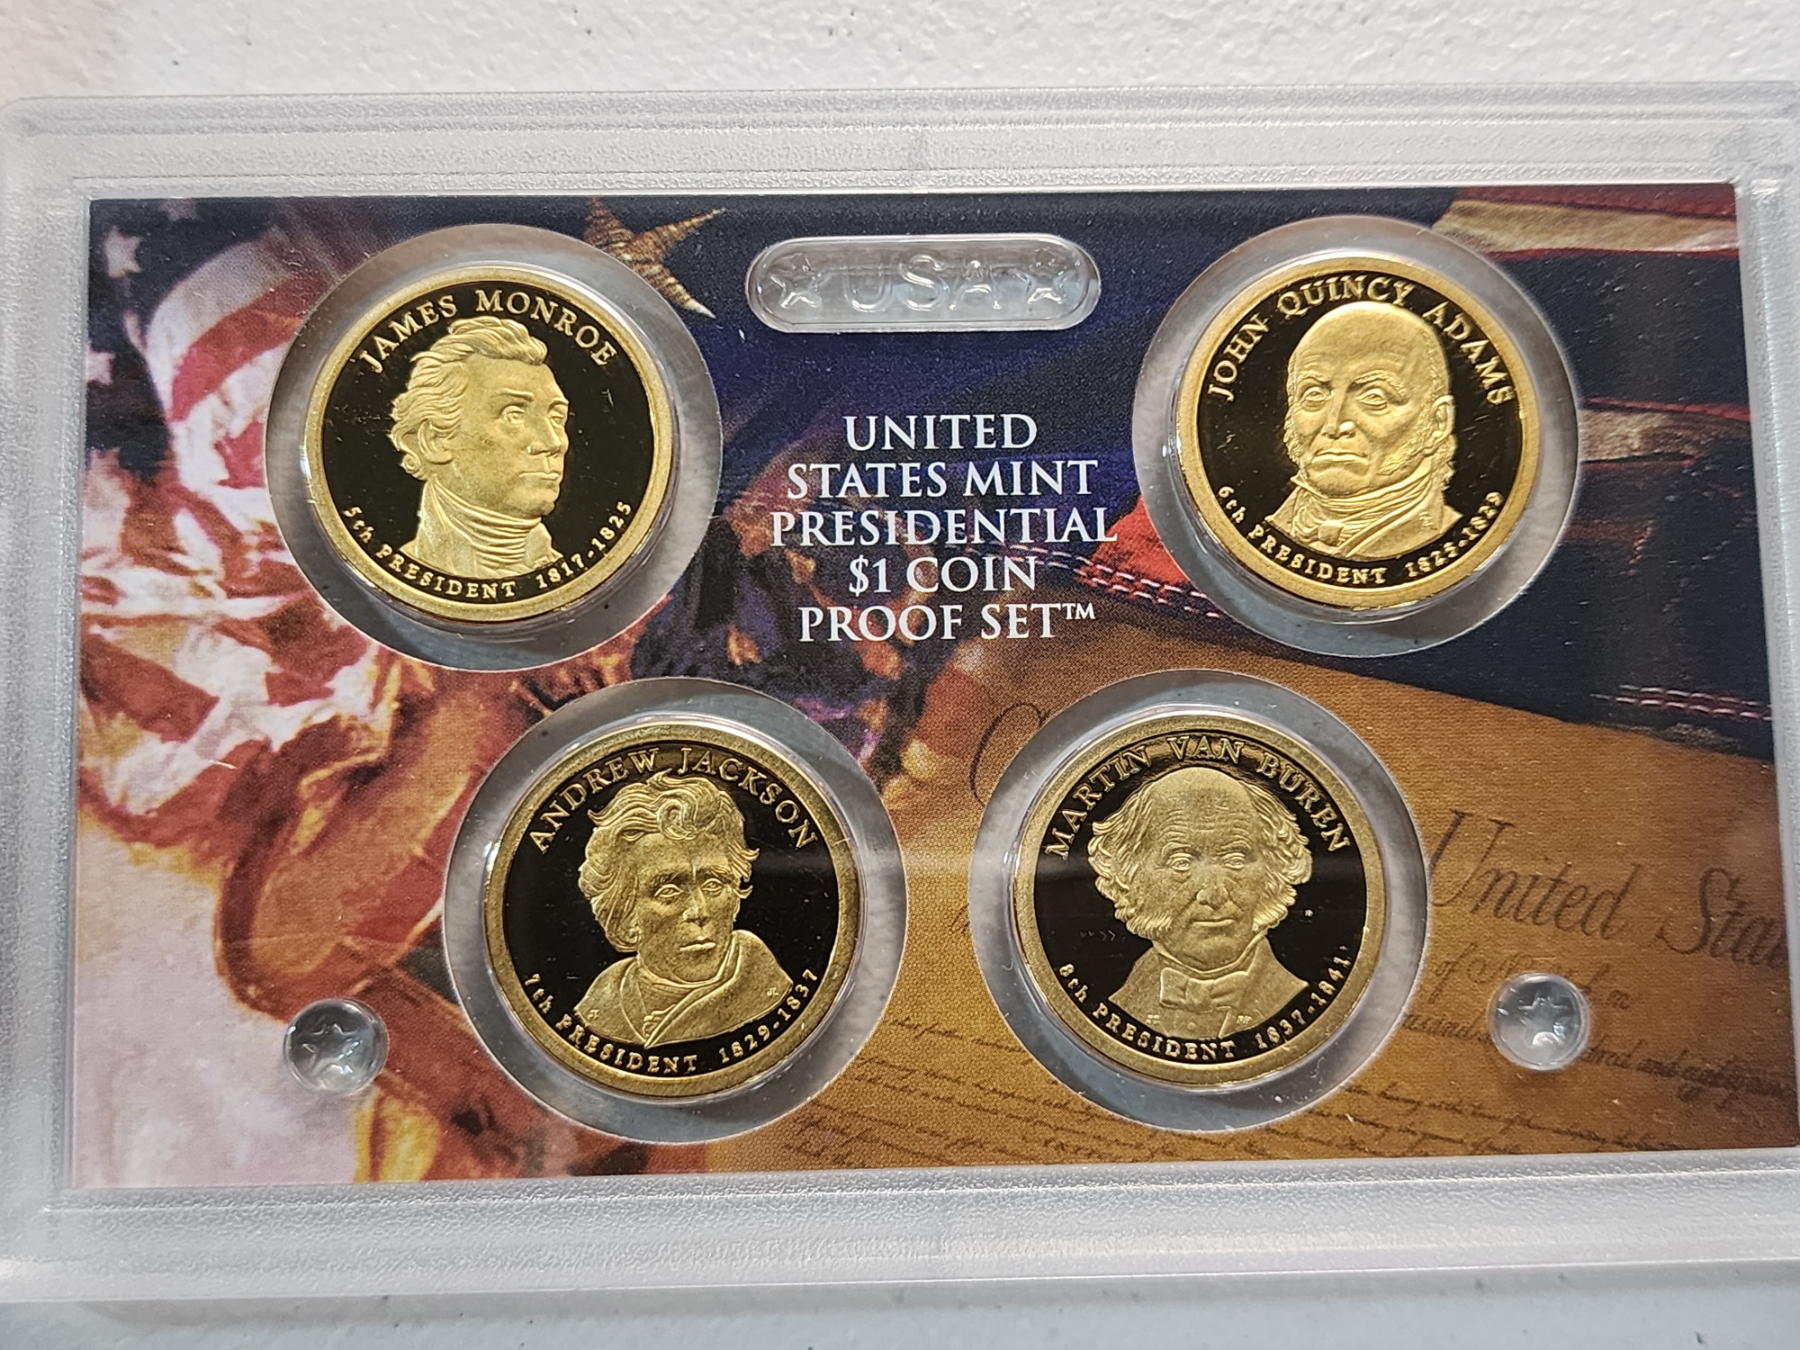 USA
JAMES MONROE
5th PRESIDENT 1817-1825
JOHN QUINCY ADAMS
6th PRESIDENT 1825-1829
UNITED
STATES MINT
PRESIDENTIAL
$1 COIN
PROOF SET™
ANDREW JACKSON
7th PRESIDENT 1829-1837
MARTIN VAN BUREN
8th PRESIDENT 1837-1841
United
of